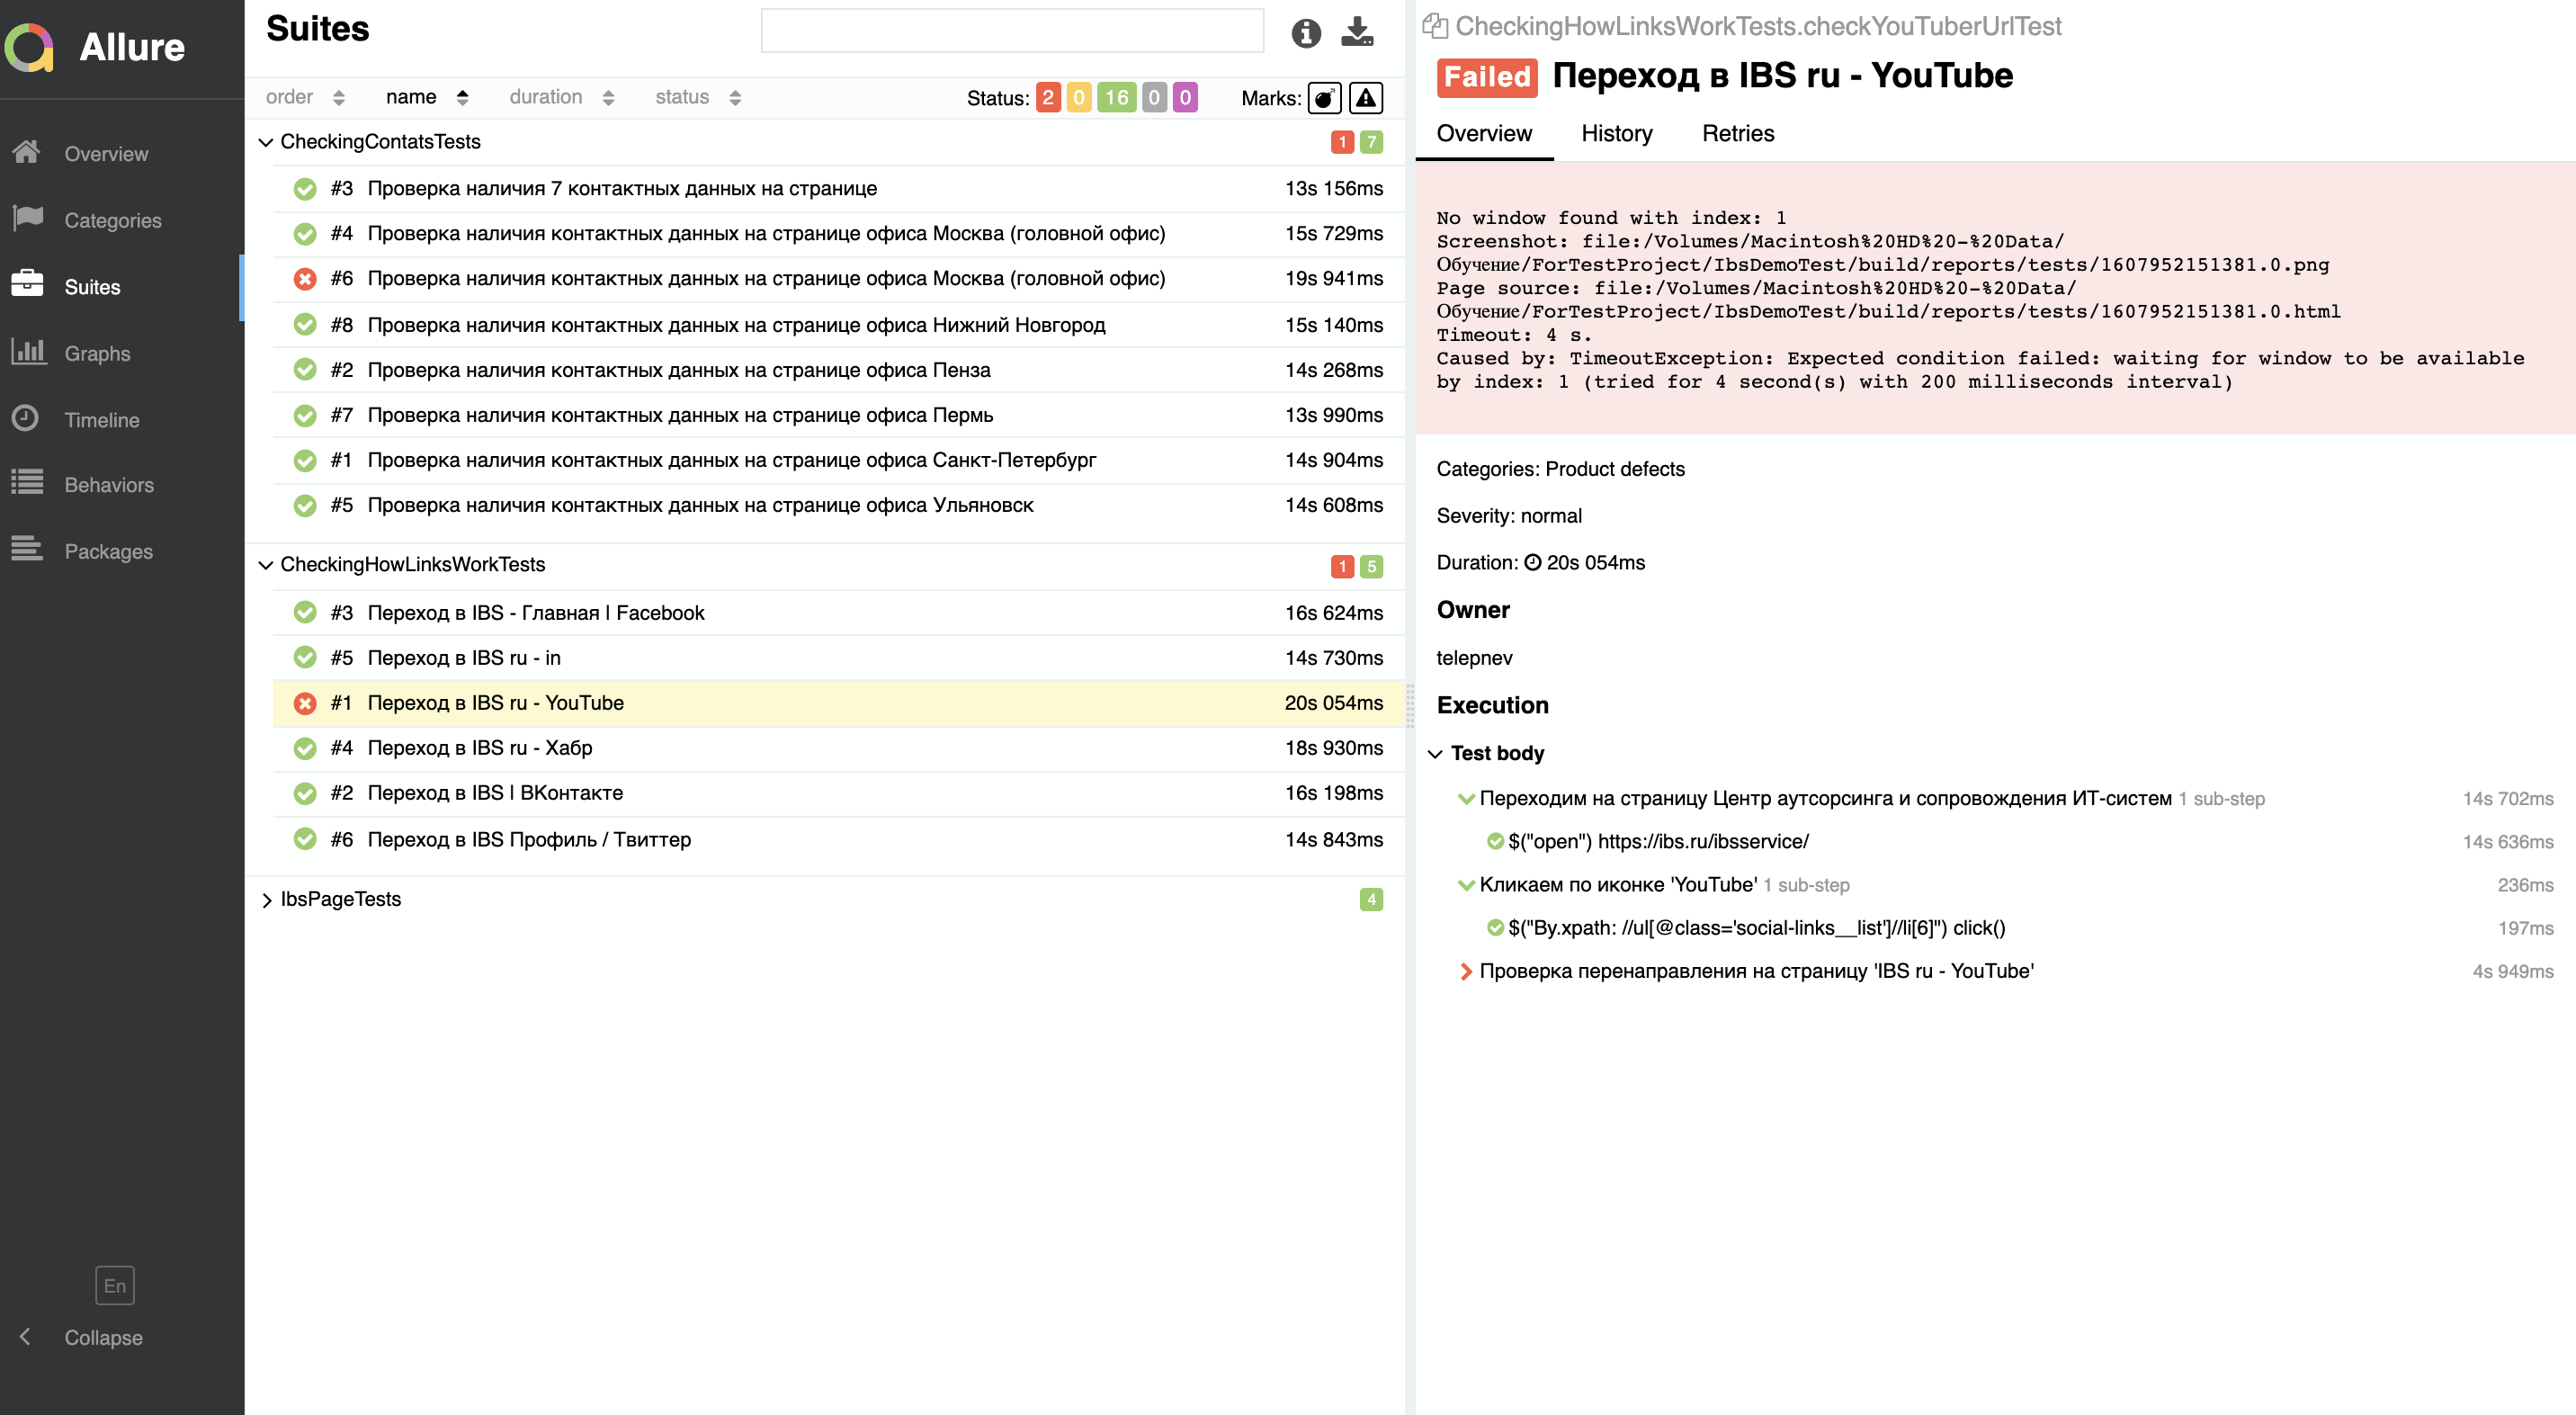 Allure
Overview
Categories
Suites
Graphs
Timeline
Behaviors
Packages
En
Collapse
Suites
order name duration status Status: 2 0 16 0 0 Marks:
CheckingContatsTests 1 7
#3 Проверка наличия 7 контактных данных на странице 13s 156ms
#4 Проверка наличия контактных данных на странице офиса Москва (головной офис) 15s 729ms
#6 Проверка наличия контактных данных на странице офиса Москва (головной офис) 19s 941ms
#8 Проверка наличия контактных данных на странице офиса Нижний Новгород 15s 140ms
#2 Проверка наличия контактных данных на странице офиса Пенза 14s 268ms
#7 Проверка наличия контактных данных на странице офиса Пермь 13s 990ms
#1 Проверка наличия контактных данных на странице офиса Санкт-Петербург 14s 904ms
#5 Проверка наличия контактных данных на странице офиса Ульяновск 14s 608ms
CheckingHowLinksWorkTests 1 5
#3 Переход в IBS - Главная | Facebook 16s 624ms
#5 Переход в IBS ru - in 14s 730ms
#1 Переход в IBS ru - YouTube 20s 054ms
#4 Переход в IBS ru - Хабр 18s 930ms
#2 Переход в IBS | ВКонтакте 16s 198ms
#6 Переход в IBS Профиль / Твиттер 14s 843ms
IbsPageTests 4
CheckingHowLinksWorkTests.checkYouTuberUrlTest
Failed Переход в IBS ru - YouTube
Overview History Retries
No window found with index: 1
Screenshot: file:/Volumes/Macintosh%20HD%20-%20Data/
Обучение/ForTestProject/IbsDemoTest/build/reports/tests/1607952151381.0.png
Page source: file:/Volumes/Macintosh%20HD%20-%20Data/
Обучение/ForTestProject/IbsDemoTest/build/reports/tests/1607952151381.0.html
Timeout: 4 s.
Caused by: TimeoutException: Expected condition failed: waiting for window to be available
by index: 1 (tried for 4 second(s) with 200 milliseconds interval)
Categories: Product defects
Severity: normal
Duration: 20s 054ms
Owner
telepnev
Execution
Test body
Переходим на страницу Центр аутсорсинга и сопровождения ИТ-систем 1 sub-step 14s 702ms
$("open") https://ibs.ru/ibsservice/ 14s 636ms
Кликаем по иконке 'YouTube' 1 sub-step 236ms
$("By.xpath: //ul[@class='social-links__list']//li[6]") click() 197ms
Проверка перенаправления на страницу 'IBS ru - YouTube' 4s 949ms